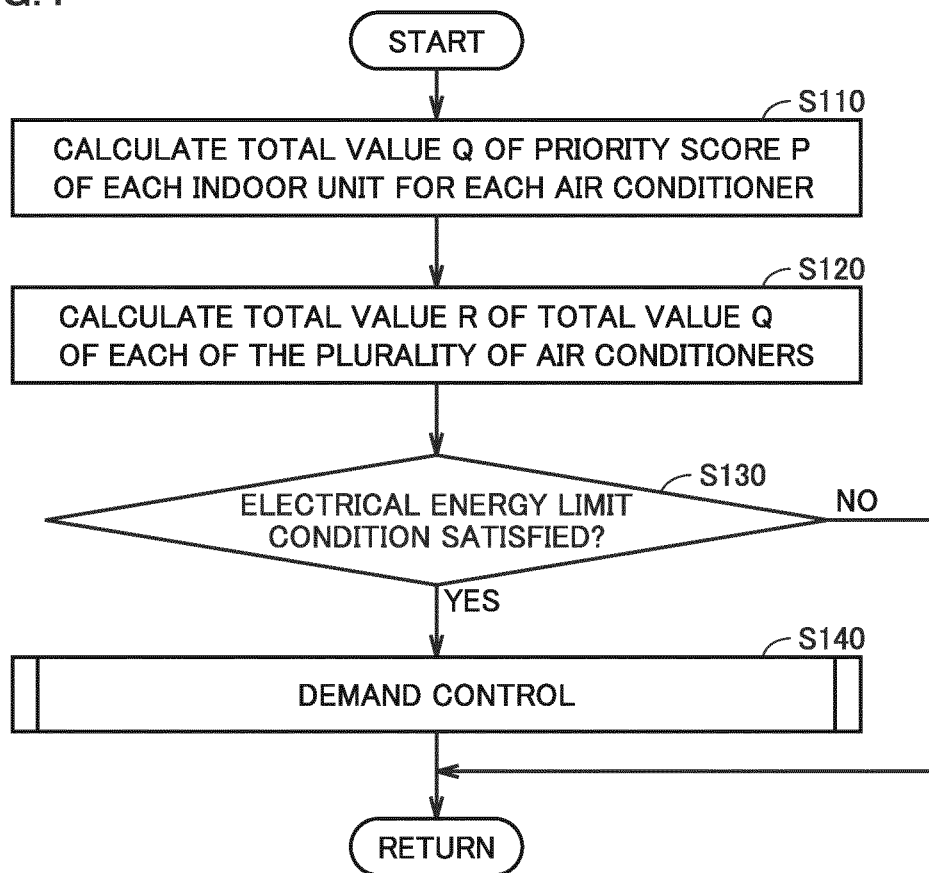 START
S110
CALCULATE TOTAL VALUE Q OF PRIORITY SCORE P
OF EACH INDOOR UNIT FOR EACH AIR CONDITIONER
S120
CALCULATE TOTAL VALUE R OF TOTAL VALUE Q
OF EACH OF THE PLURALITY OF AIR CONDITIONERS
S130
ELECTRICAL ENERGY LIMIT
CONDITION SATISFIED?
NO
YES
S140
DEMAND CONTROL
RETURN